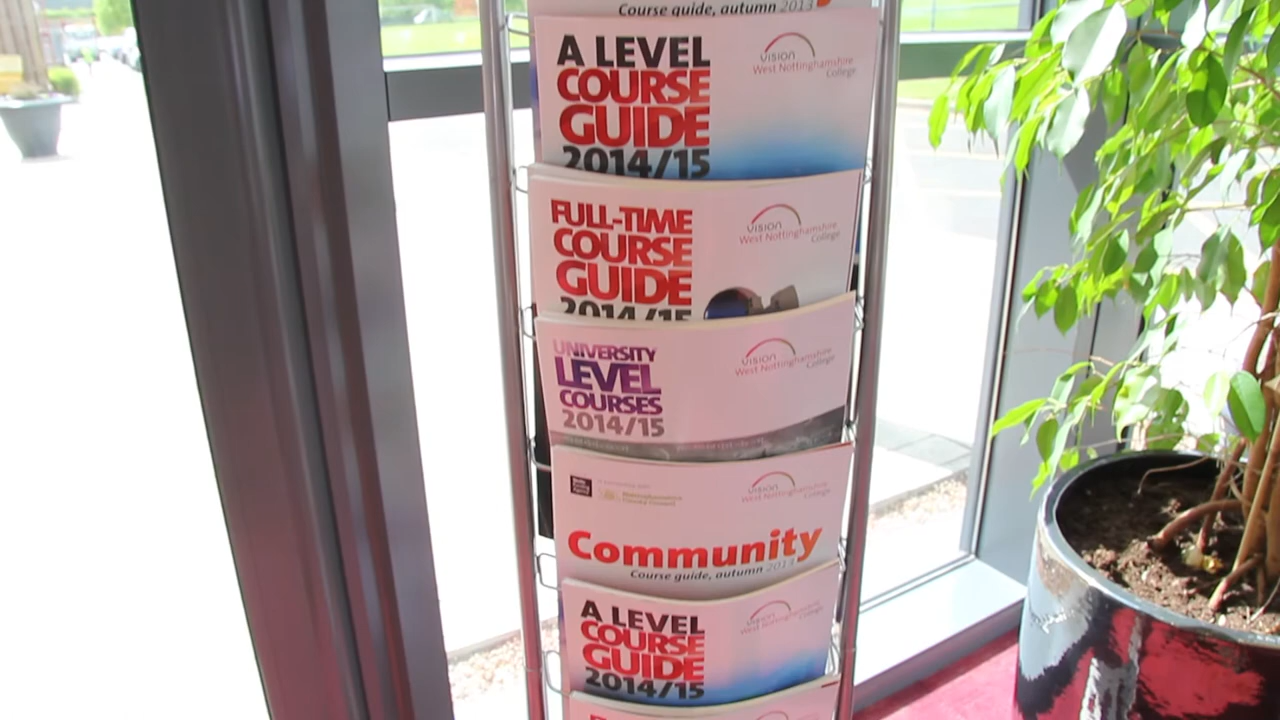 Course guide, autumn 2013
A LEVEL
COURSE
GUIDE
2014/15
vision
West Nottinghamshire
College
FULL-TIME
COURSE
GUIDE
2014/15
vision
West Nottinghamshire
College
UNIVERSITY
LEVEL
COURSES
2014/15
vision
West Nottinghamshire
College
vision
West Nottinghamshire
College
Community
Course guide, autumn 2013
A LEVEL
COURSE
GUIDE
2014/15
vision
West Nottinghamshire
College